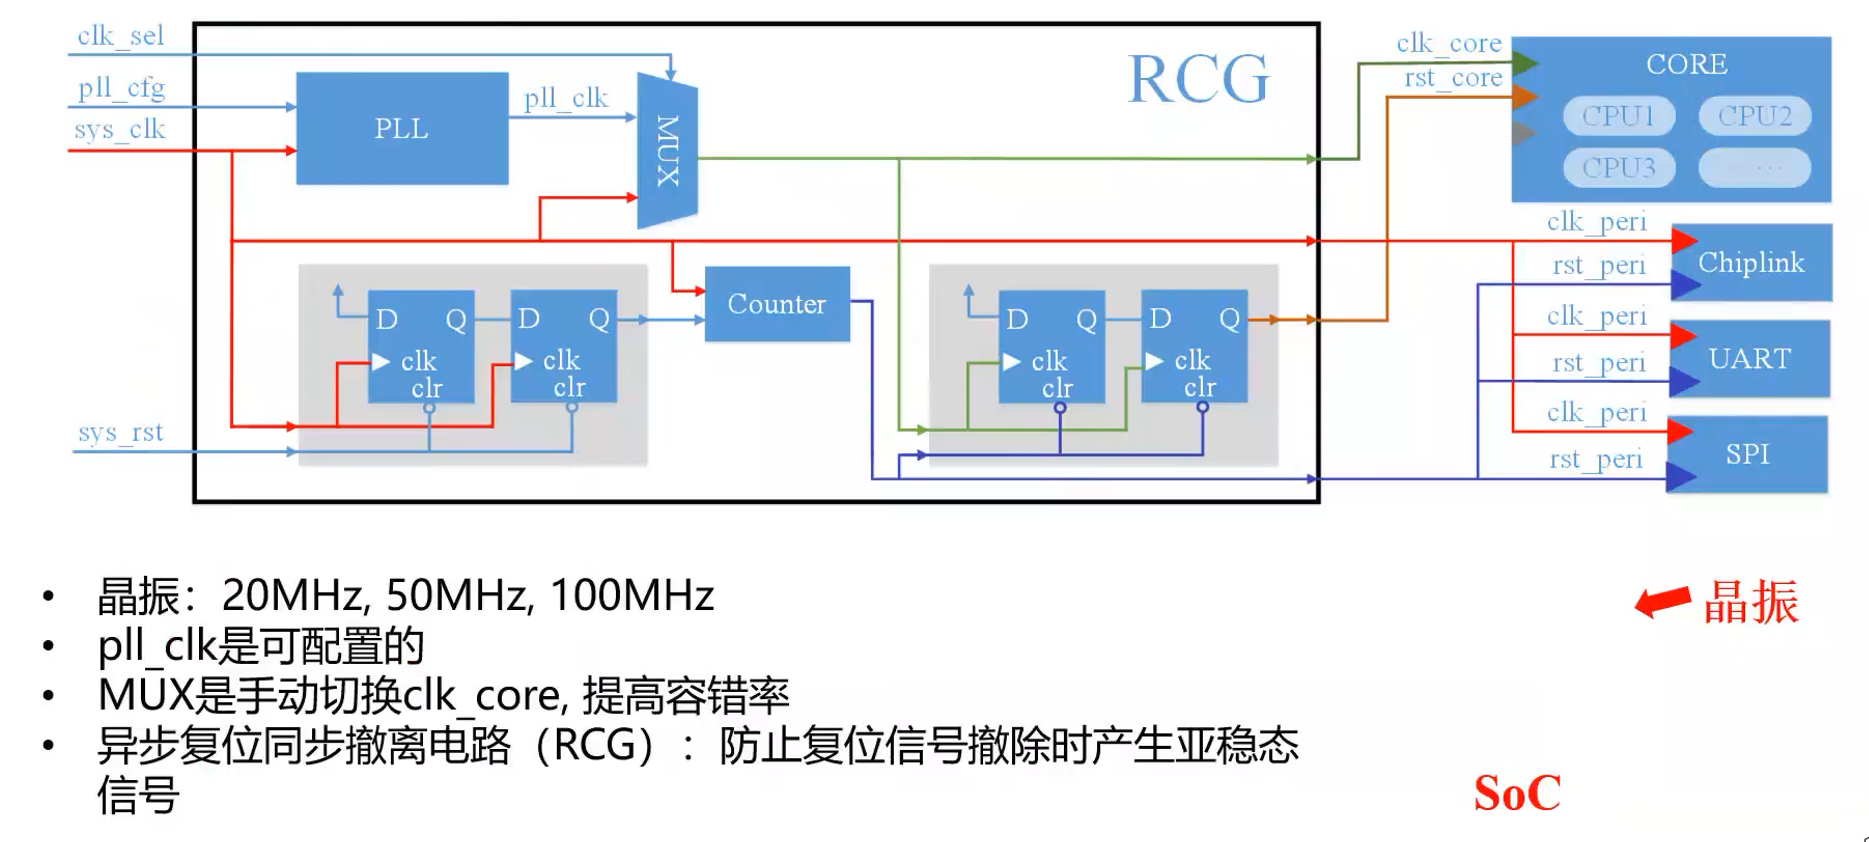 clk_sel
pll_cfg
sys_clk
PLL
pll_clk
MUX
RCG
clk_core
rst_core
CORE
CPU1 CPU2
CPU3 ......
clk_peri
rst_peri
Chiplink
clk_peri
rst_peri
UART
clk_peri
rst_peri
SPI
D Q D Q
clk clk
clr clr
Counter
D Q D Q
clk clk
clr clr
sys_rst
• 晶振：20MHz, 50MHz, 100MHz
• pll_clk是可配置的
• MUX是手动切换clk_core, 提高容错率
• 异步复位同步撤离电路（RCG）：防止复位信号撤除时产生亚稳态
信号
晶振
SoC